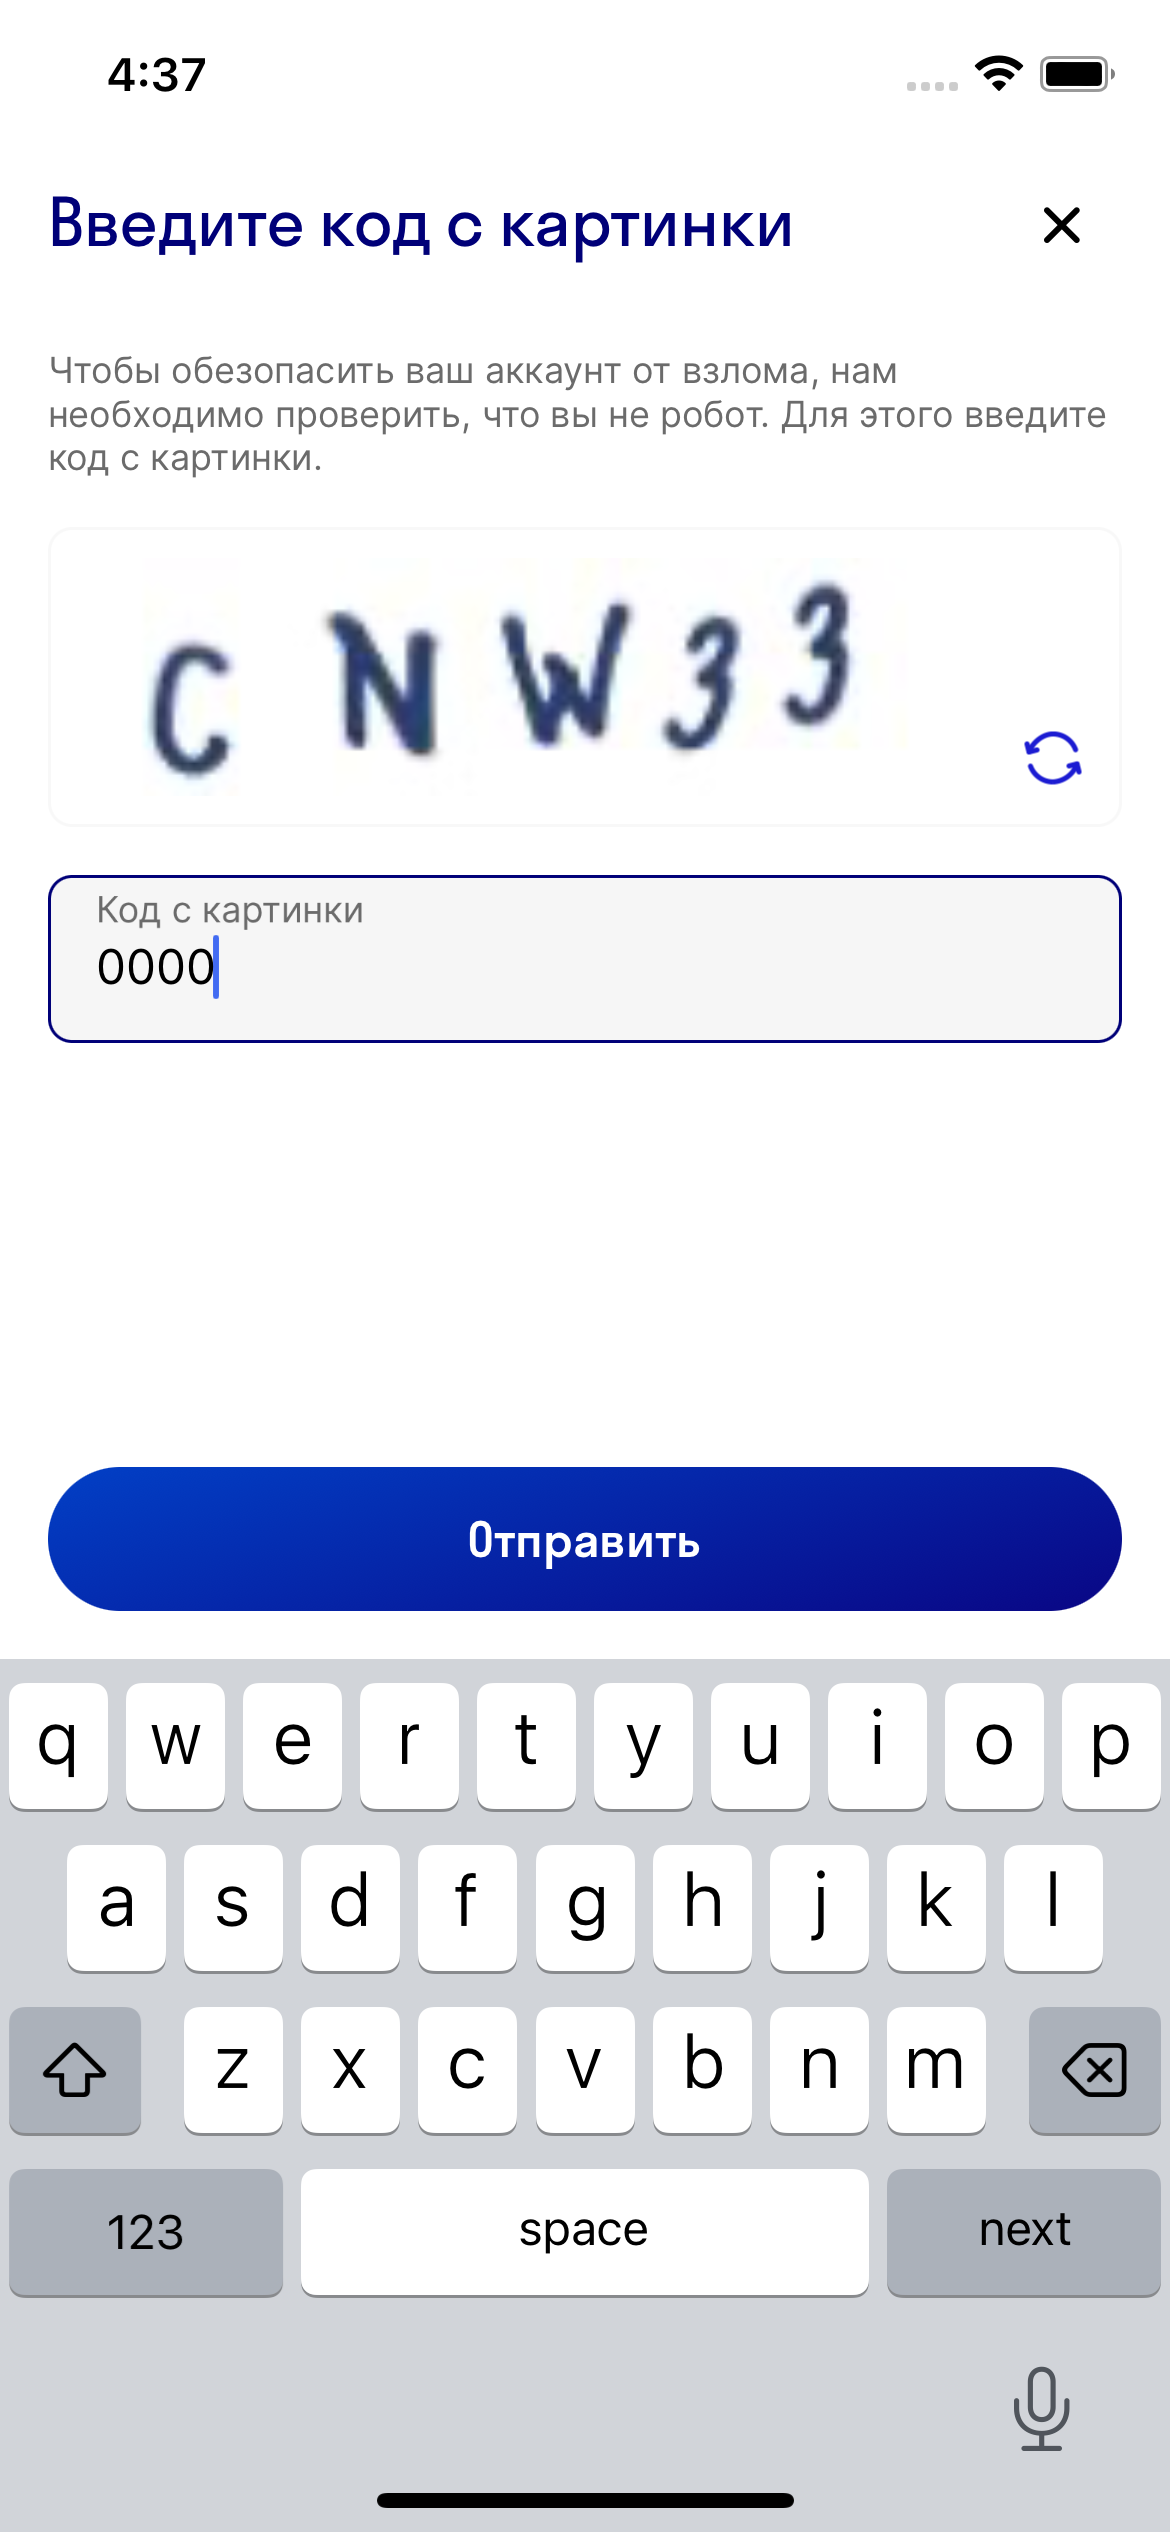 4:37
Введите код с картинки
Чтобы обезопасить ваш аккаунт от взлома, нам
необходимо проверить, что вы не робот. Для этого введите
код с картинки.
C N W 3 3
Код с картинки
0000
Отправить
q w e r t y u i o p
a s d f g h j k l
z x c v b n m
123 space next